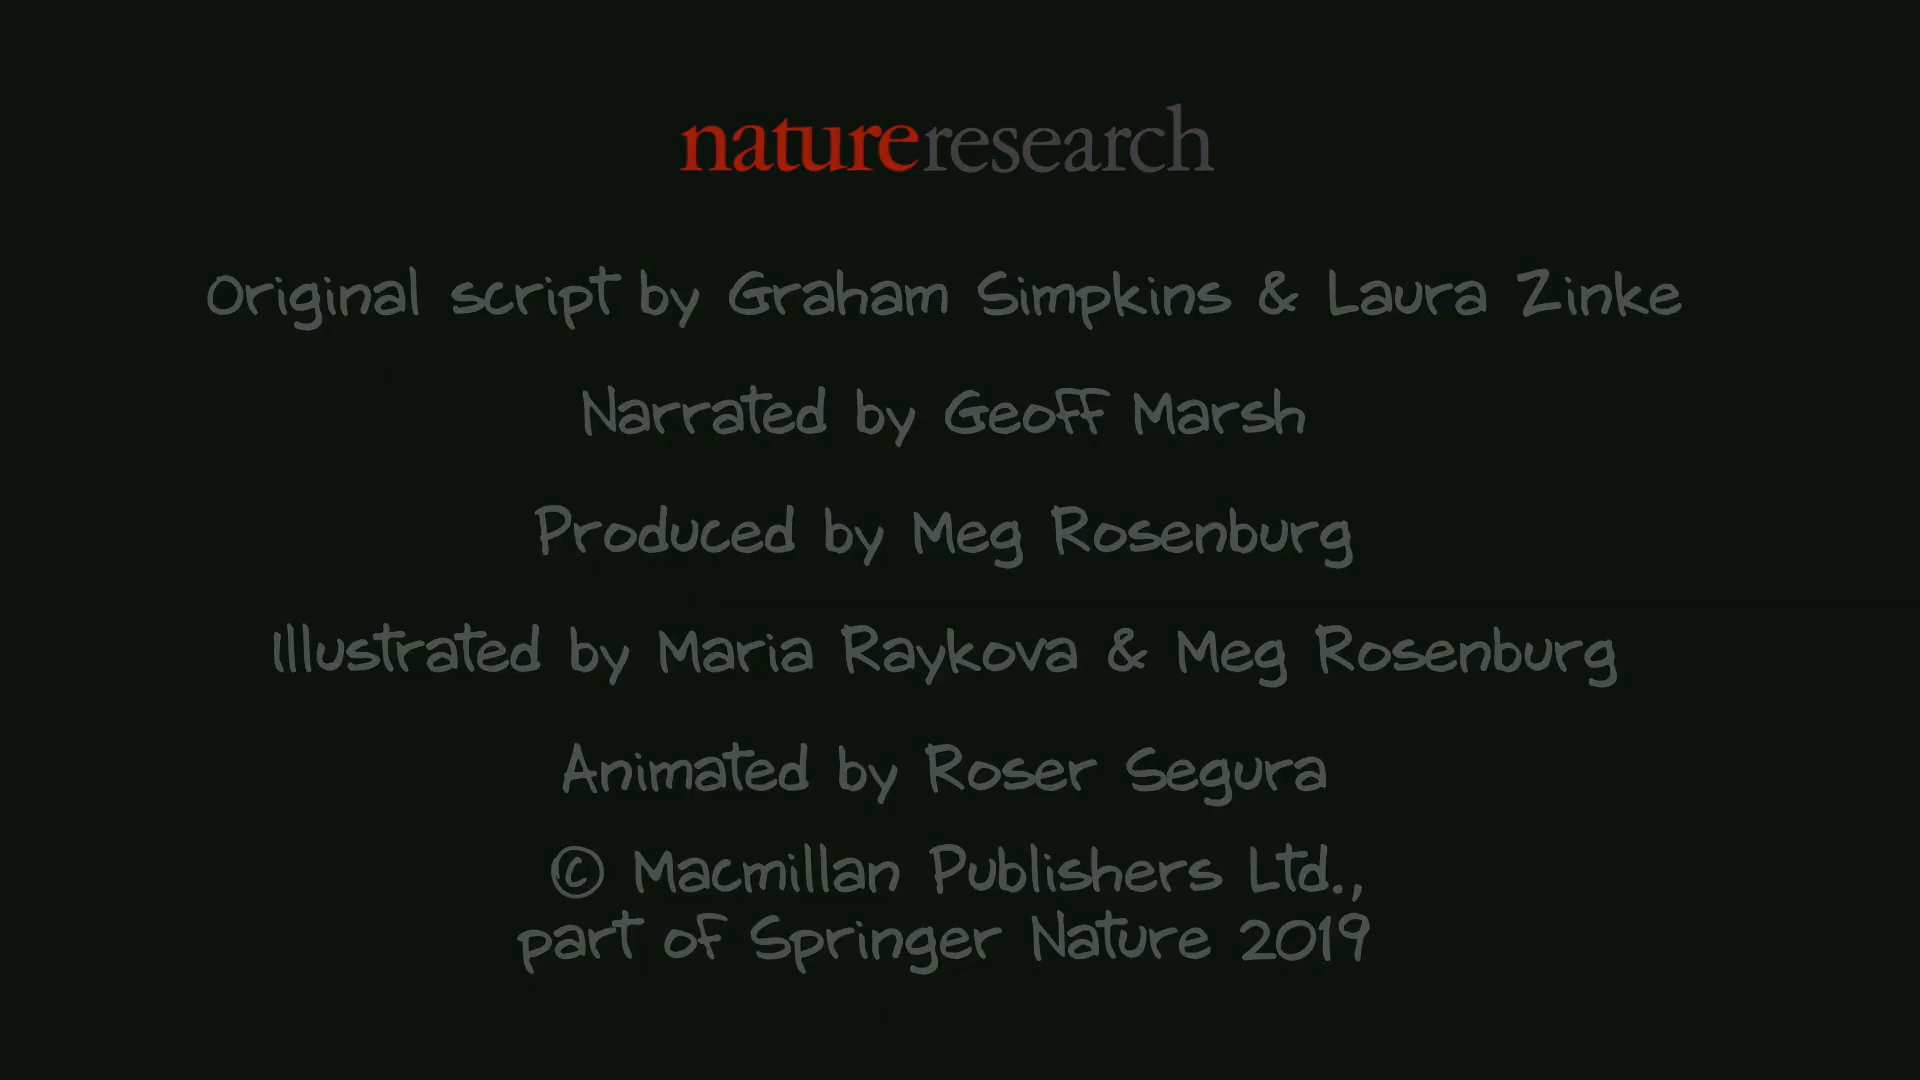 natureresearch
Original script by Graham Simpkins & Laura Zinke
Narrated by Geoff Marsh
Produced by Meg Rosenburg
Illustrated by Maria Raykova & Meg Rosenburg
Animated by Roser Segura
© Macmillan Publishers Ltd.,
part of Springer Nature 2019